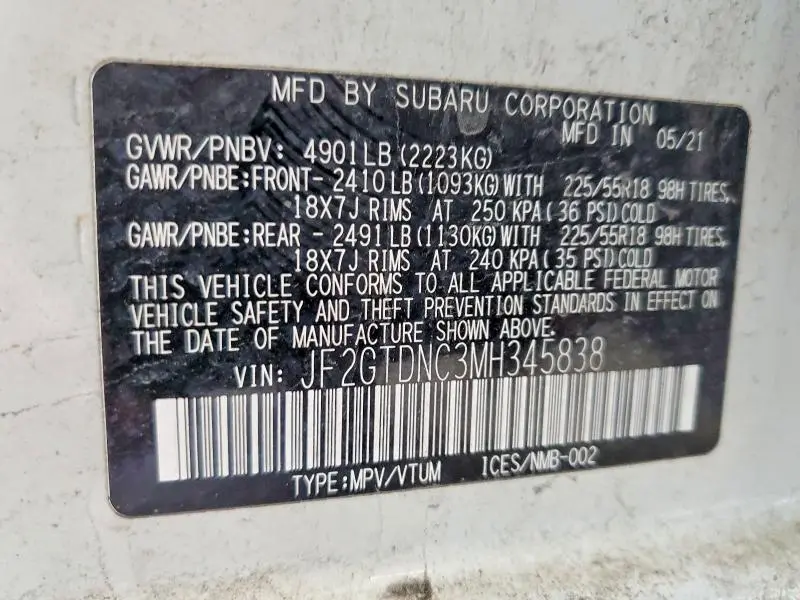 MFD BY SUBARU CORPORATION
MFD IN 05/21
GVWR/PNBV: 4901LB (2223KG)
GAWR/PNBE:FRONT- 2410LB (1093KG) WITH 225/55R18 98H TIRES,
18X7J RIMS AT 250 KPA( 36 PSI)COLD
GAWR/PNBE:REAR - 2491LB (1130KG) WITH 225/55R18 98H TIRES,
18X7J RIMS AT 240 KPA( 35 PSI)COLD
THIS VEHICLE CONFORMS TO ALL APPLICABLE FEDERAL MOTOR
VEHICLE SAFETY AND THEFT PREVENTION STANDARDS IN EFFECT ON
THE DATE OF MANUFACTURE SHOWN ABOVE.
VIN: JF2GTDNC3MH345838
TYPE:MPV/VTUM ICES/NMB-002